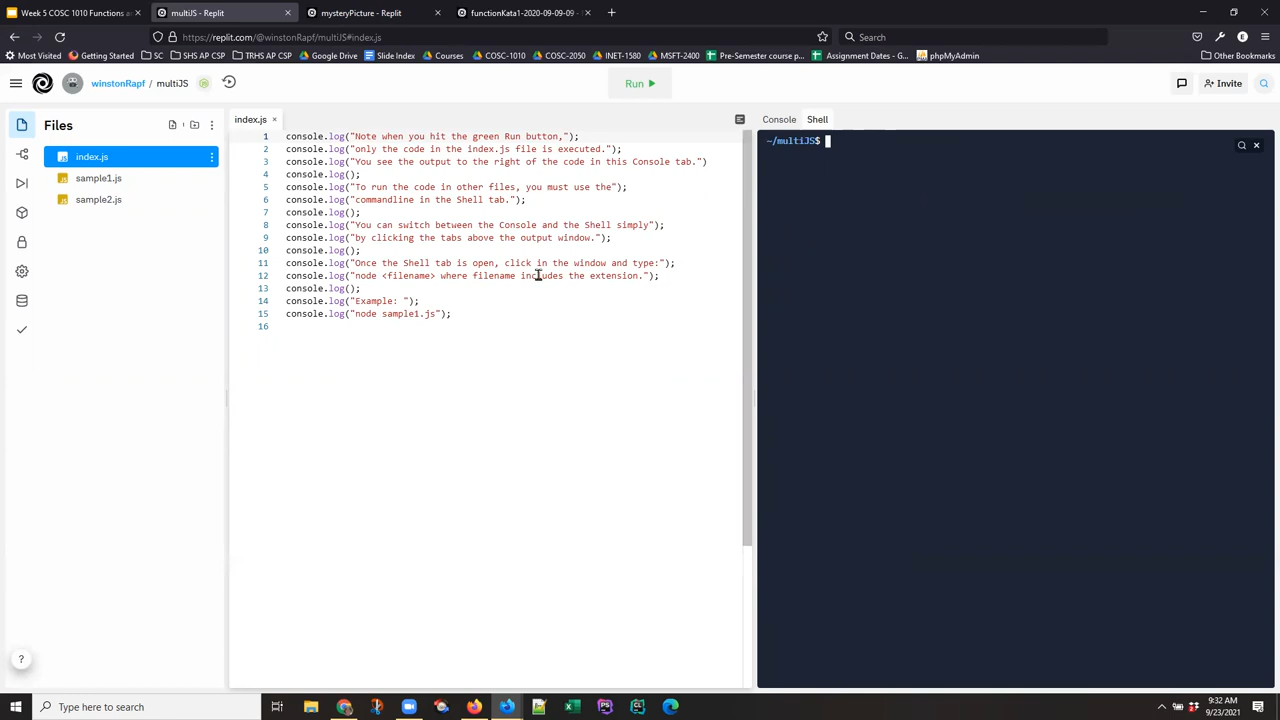 Week 5 COSC 1010 Functions a
multiJS - Replit
mysteryPicture - Replit
functionKata1-2020-09-09-09 -
https://replit.com/@winstonRapf/multiJS#index.js
Search
Most Visited
Getting Started
SC
SHS AP CSP
TRHS AP CSP
Google Drive
Slide Index
Courses
COSC-1010
COSC-2050
INET-1580
MSFT-2400
Pre-Semester course p...
Assignment Dates - G...
phpMyAdmin
Other Bookmarks
winstonRapf / multiJS
Run
Invite
Files
index.js
sample1.js
sample2.js
index.js
1 console.log("Note when you hit the green Run button,");
2 console.log("only the code in the index.js file is executed.");
3 console.log("You see the output to the right of the code in this Console tab.")
4 console.log();
5 console.log("To run the code in other files, you must use the");
6 console.log("commandline in the Shell tab.");
7 console.log();
8 console.log("You can switch between the Console and the Shell simply");
9 console.log("by clicking the tabs above the output window.");
10 console.log();
11 console.log("Once the Shell tab is open, click in the window and type:");
12 console.log("node <filename> where filename includes the extension.");
13 console.log();
14 console.log("Example: ");
15 console.log("node sample1.js");
16
Console
Shell
~/multiJS$
?
Type here to search
9:32 AM
9/23/2021